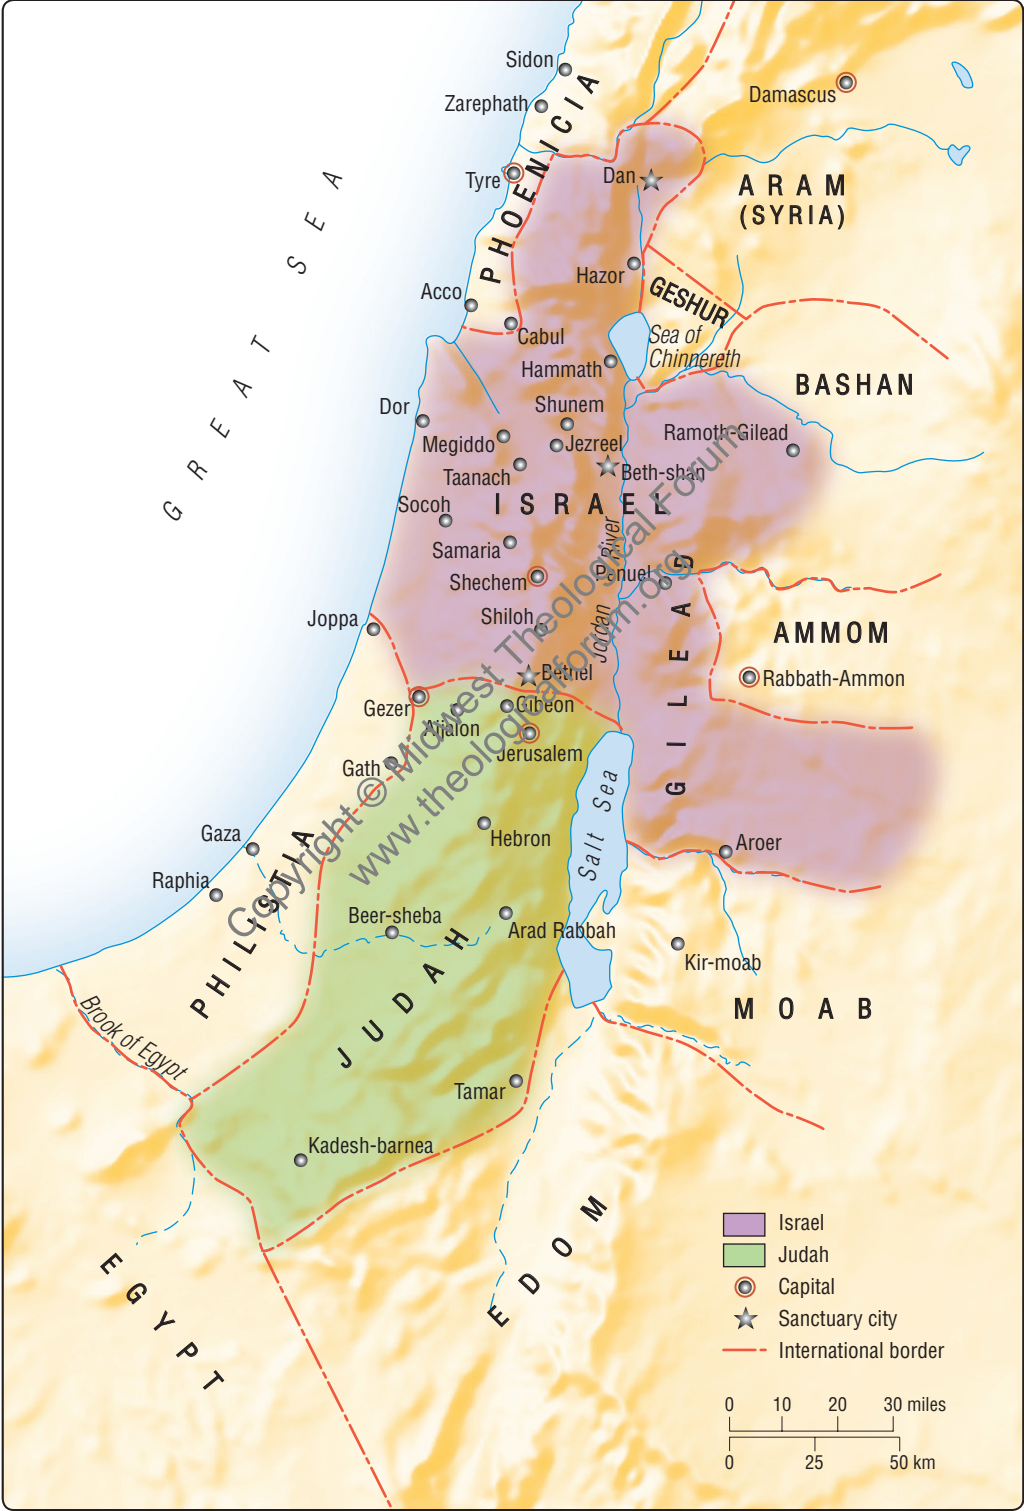 Sidon
Zarephath
Damascus
PHOENICIA
Tyre
Dan
ARAM
(SYRIA)
GREAT SEA
Hazor
GESHUR
Acco
Cabul
Sea of
Chinnereth
Hammath
BASHAN
Dor
Shunem
Megiddo
Jezreel
Ramoth-Gilead
Taanach
Beth-shan
ISRAEL
Socoh
Samaria
Jordan River
Shechem
Penuel
GILEAD
Shiloh
Joppa
AMMOM
Bethel
Rabbath-Ammon
Gezer
Gibeon
Aijalon
Jerusalem
Gath
Salt Sea
Gaza
Hebron
Aroer
Raphia
PHILISTIA
Beer-sheba
Arad Rabbah
JUDAH
Kir-moab
MOAB
Brook of Egypt
Tamar
Kadesh-barnea
EDOM
EGYPT
Copyright © Midwest Theological Forum
www.theologicalforum.org
Israel
Judah
Capital
Sanctuary city
International border
0 10 20 30 miles
0 25 50 km